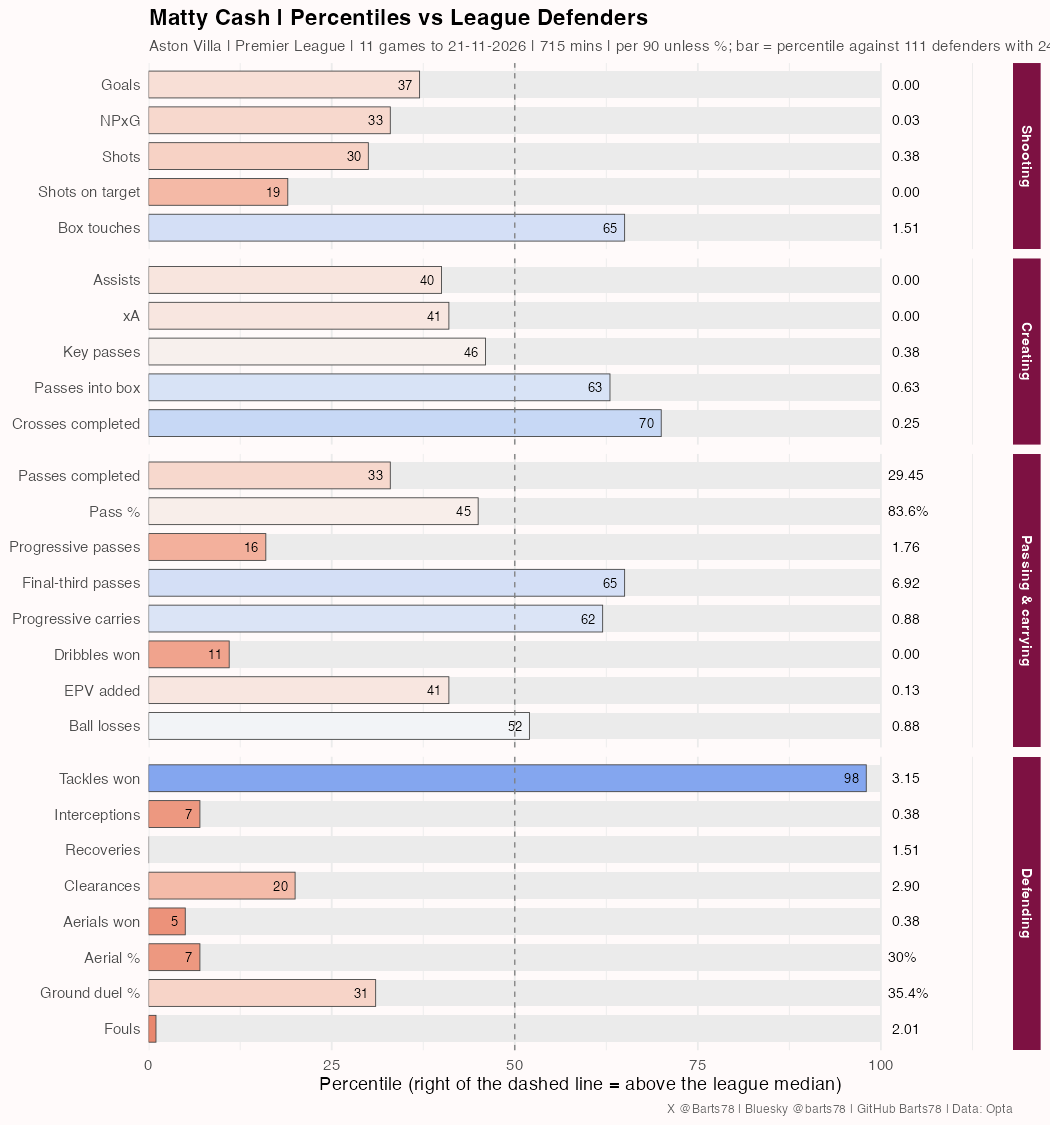 Matty Cash | Percentiles vs League Defenders
Aston Villa | Premier League | 11 games to 21-11-2026 | 715 mins | per 90 unless %; bar = percentile against 111 defenders with 24
Goals 37 0.00
NPxG 33 0.03
Shots 30 0.38
Shots on target 19 0.00
Box touches 65 1.51
Shooting
Assists 40 0.00
xA 41 0.00
Key passes 46 0.38
Passes into box 63 0.63
Crosses completed 70 0.25
Creating
Passes completed 33 29.45
Pass % 45 83.6%
Progressive passes 16 1.76
Final-third passes 65 6.92
Progressive carries 62 0.88
Dribbles won 11 0.00
EPV added 41 0.13
Ball losses 52 0.88
Passing & carrying
Tackles won 98 3.15
Interceptions 7 0.38
Recoveries 1.51
Clearances 20 2.90
Aerials won 5 0.38
Aerial % 7 30%
Ground duel % 31 35.4%
Fouls 2.01
Defending
0 25 50 75 100
Percentile (right of the dashed line = above the league median)
X @Barts78 | Bluesky @barts78 | GitHub Barts78 | Data: Opta